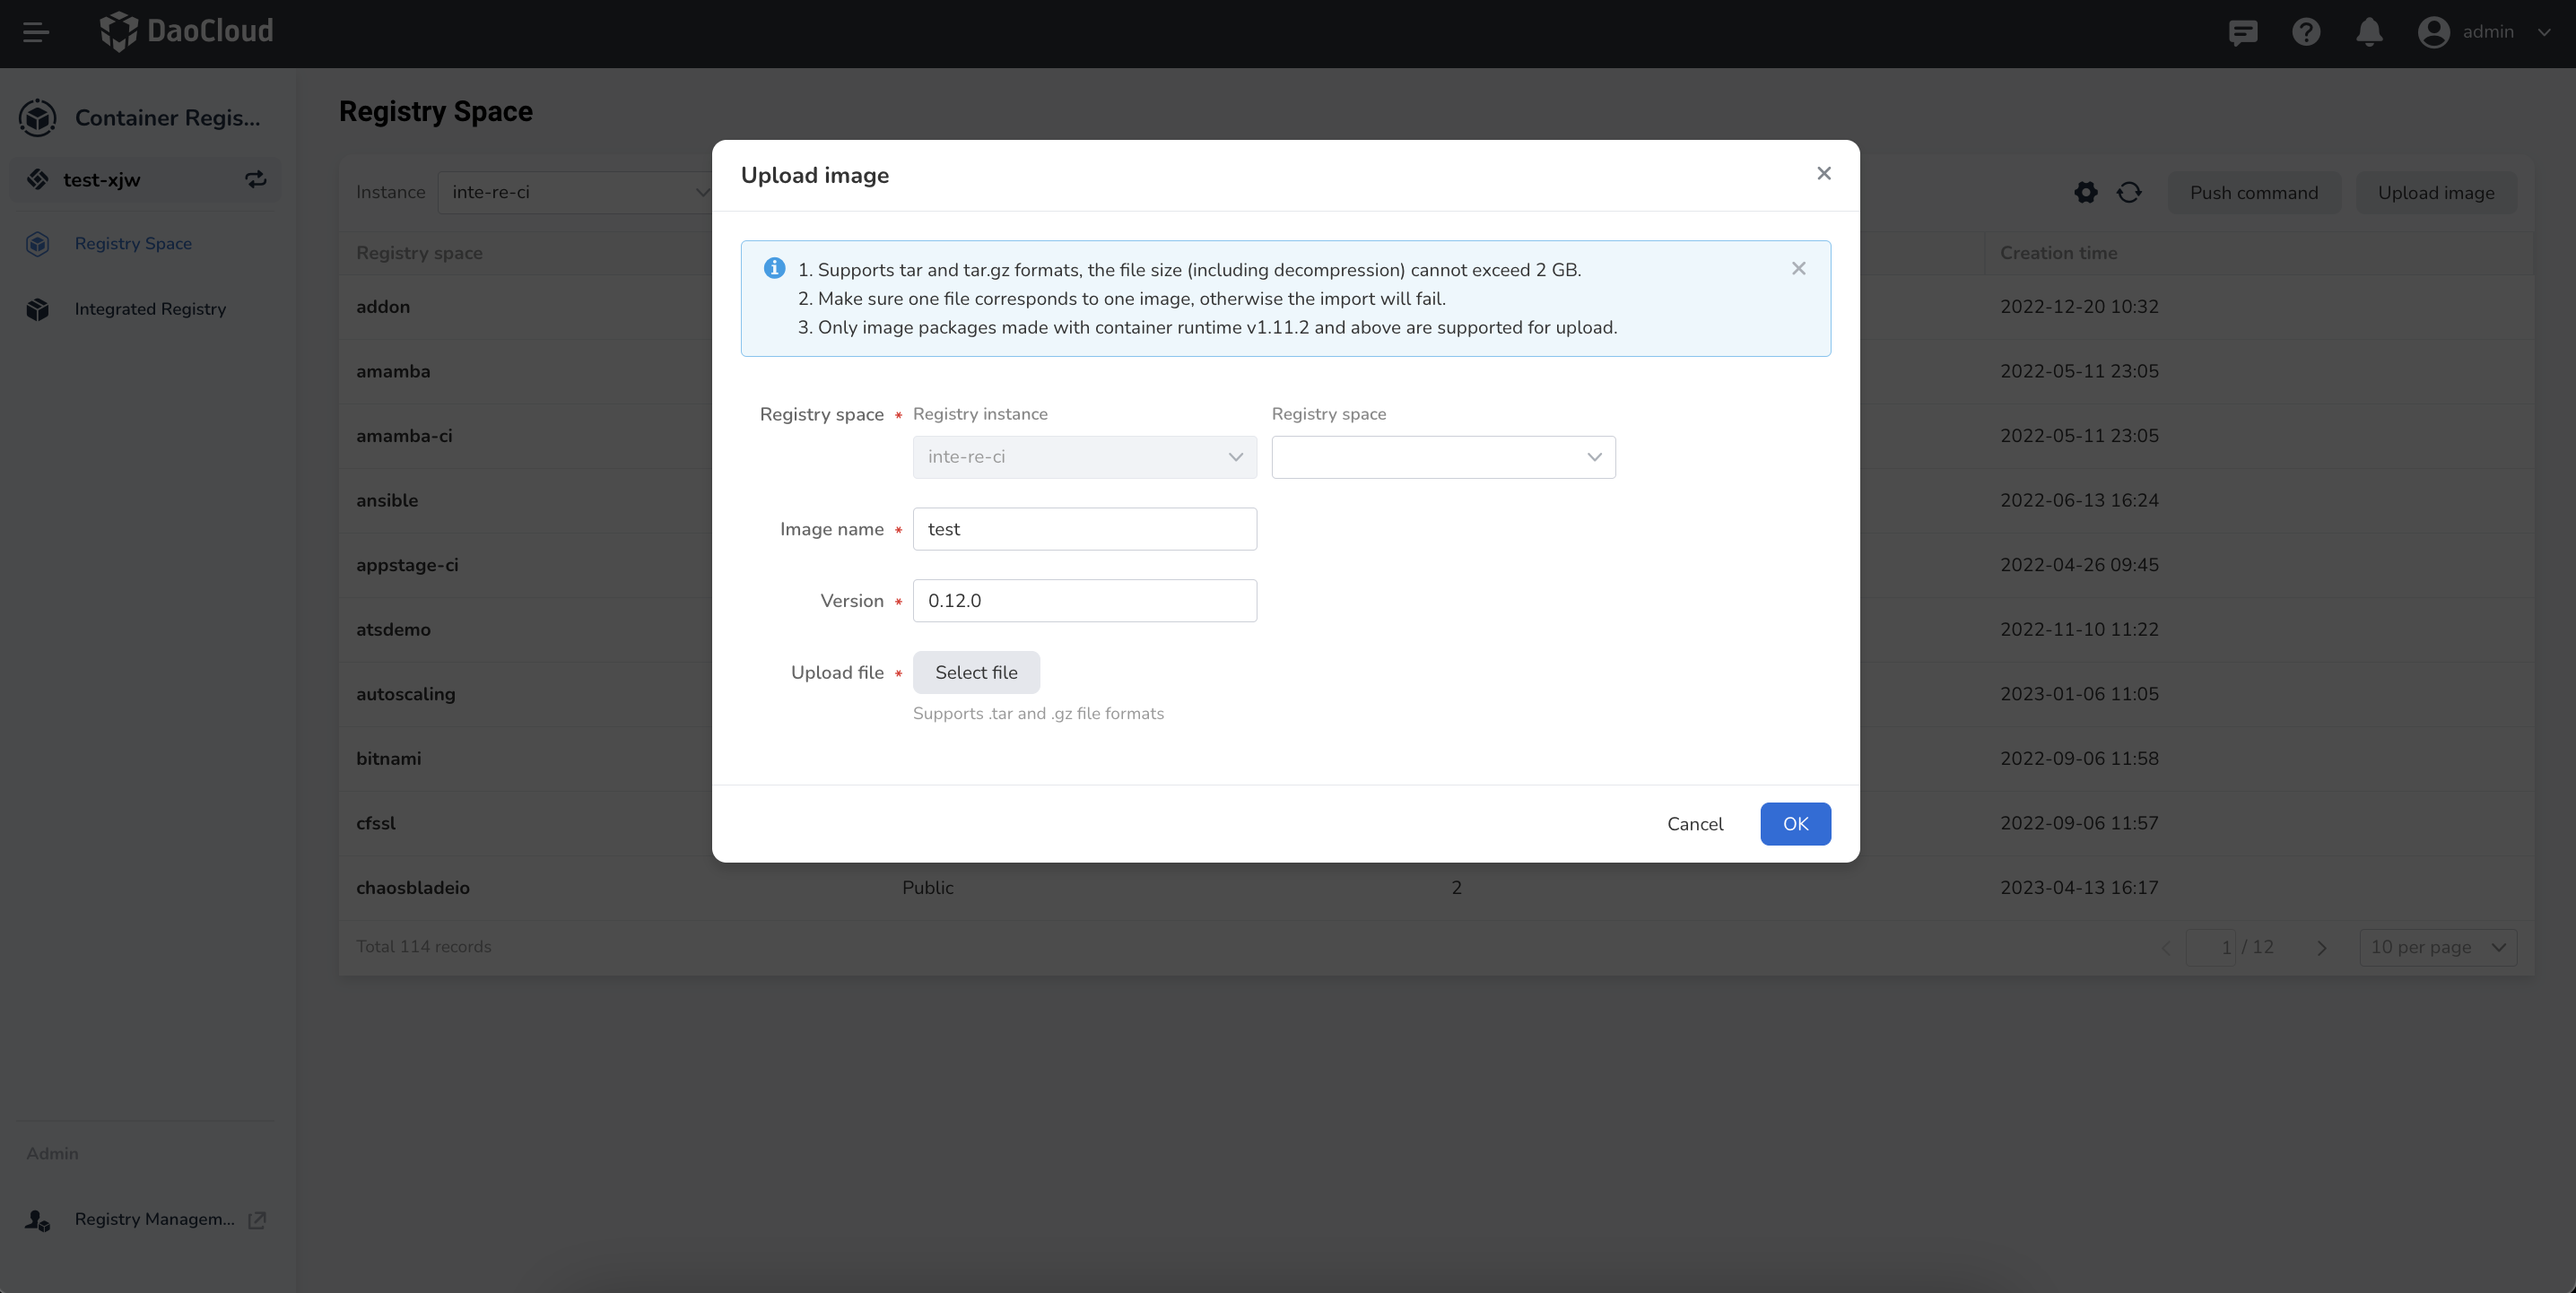 DaoCloud
admin
Container Regis...
test-xjw
Registry Space
Integrated Registry
Admin
Registry Managem...
Registry Space
Instance
inte-re-ci
Push command
Upload image
Registry space
Creation time
addon
2022-12-20 10:32
amamba
2022-05-11 23:05
amamba-ci
2022-05-11 23:05
ansible
2022-06-13 16:24
appstage-ci
2022-04-26 09:45
atsdemo
2022-11-10 11:22
autoscaling
2023-01-06 11:05
bitnami
2022-09-06 11:58
cfssl
2022-09-06 11:57
chaosbladeio
Public
2
2023-04-13 16:17
Total 114 records
1 / 12
10 per page
Upload image
1. Supports tar and tar.gz formats, the file size (including decompression) cannot exceed 2 GB.
2. Make sure one file corresponds to one image, otherwise the import will fail.
3. Only image packages made with container runtime v1.11.2 and above are supported for upload.
Registry space *
Registry instance
Registry space
inte-re-ci
Image name *
test
Version *
0.12.0
Upload file *
Select file
Supports .tar and .gz file formats
Cancel
OK